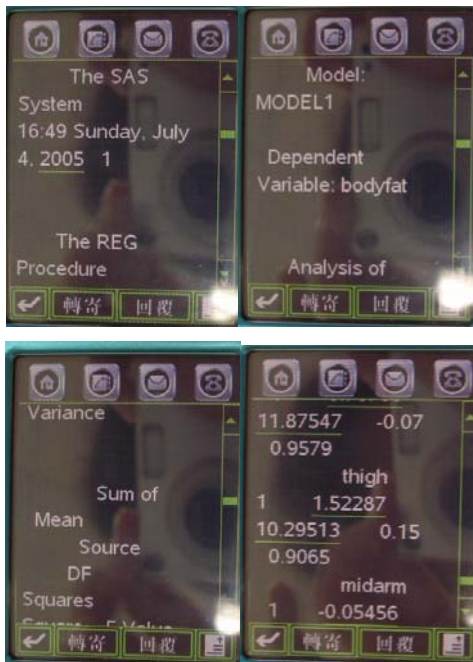 The SAS
System
16:49 Sunday, July
4, 2005 1
The REG
Procedure
轉寄 回覆
Model:
MODEL1
Dependent
Variable: bodyfat
Analysis of
轉寄 回覆
Variance
Sum of
Mean
Source
DF
Squares
轉寄 回覆
11.87547 -0.07
0.9579
thigh
1 1.52287
10.29513 0.15
0.9065
midarm
1 -0.05456
轉寄 回覆